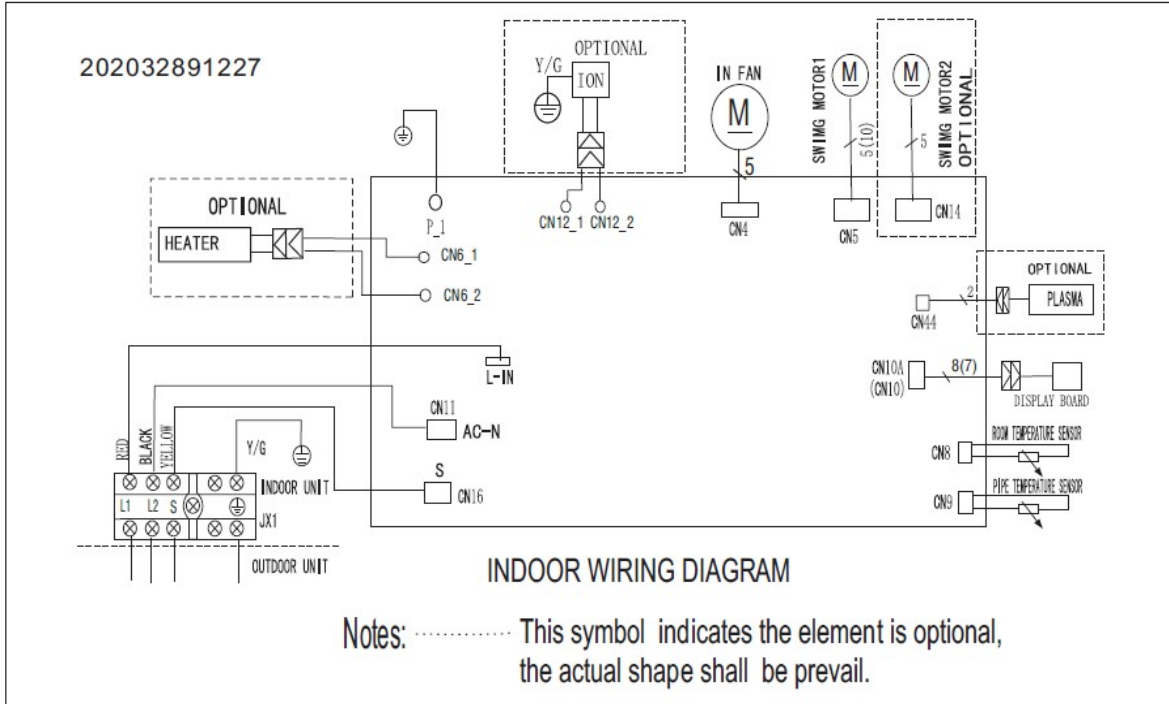 202032891227
OPTIONAL
Y/G
ION
IN FAN
M
5
SWIMG MOTOR1
M
5(10)
SWIMG MOTOR2
OPTIONAL
M
5
OPTIONAL
HEATER
P_1
CN6_1
CN6_2
CN12_1 CN12_2
CN4
CN5
CN14
OPTIONAL
PLASMA
2
CN44
L-IN
CN11
AC-N
S
CN16
CN10A
(CN10)
8(7)
DISPLAY BOARD
ROOM TEMPERATURE SENSOR
CN8
PIPE TEMPERATURE SENSOR
CN9
RED
BLACK
YELLOW
Y/G
INDOOR UNIT
L1 L2 S
JX1
OUTDOOR UNIT
INDOOR WIRING DIAGRAM
Notes: ············ This symbol indicates the element is optional,
the actual shape shall be prevail.